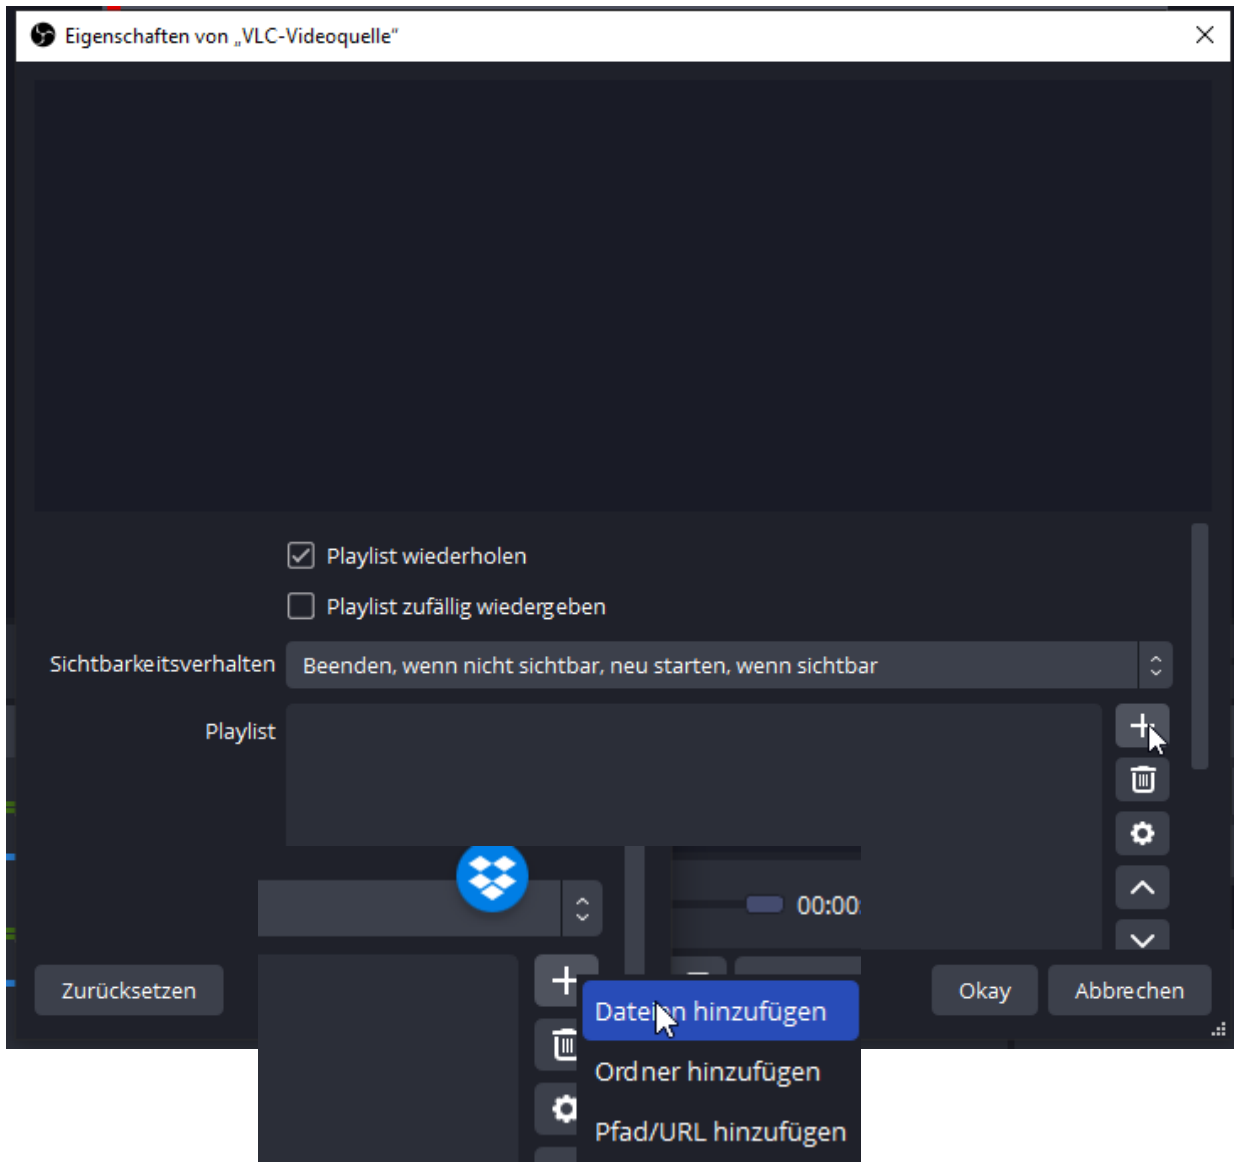 Eigenschaften von „VLC-Videoquelle“
Playlist wiederholen
Playlist zufällig wiedergeben
Sichtbarkeitsverhalten
Beenden, wenn nicht sichtbar, neu starten, wenn sichtbar
Playlist
00:00
Zurücksetzen
Okay
Abbrechen
Dateien hinzufügen
Ordner hinzufügen
Pfad/URL hinzufügen